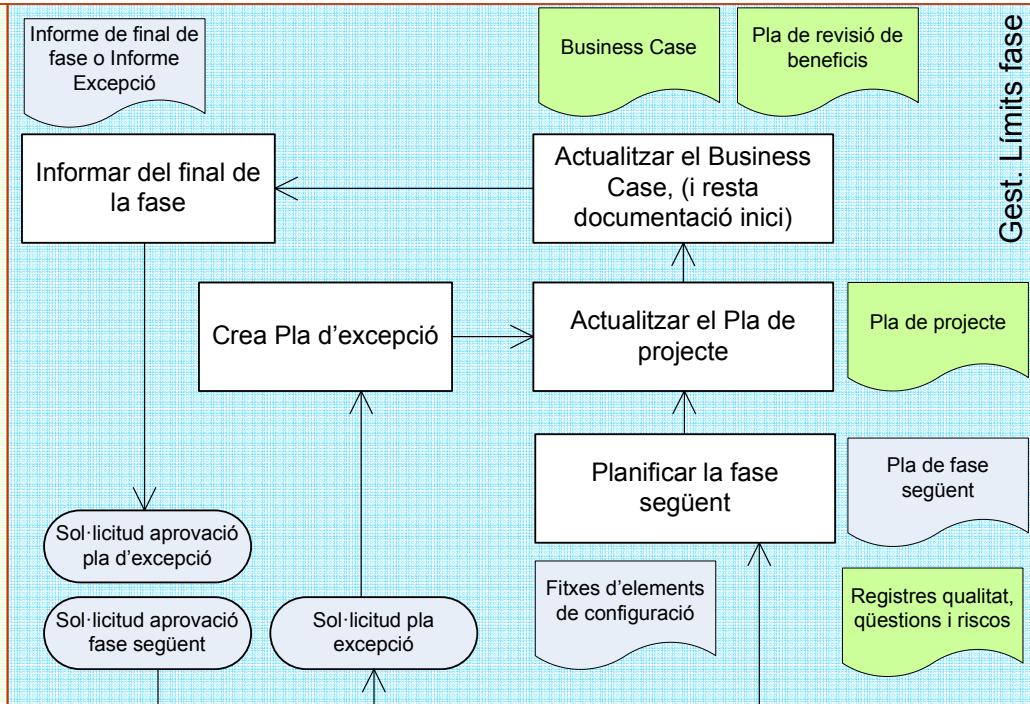 Informe de final de
fase o Informe
Excepció
Business Case
Pla de revisió de
beneficis
Gest. Límits fase
Informar del final de
la fase
Actualitzar el Business
Case, (i resta
documentació inici)
Crea Pla d'excepció
Actualitzar el Pla de
projecte
Pla de projecte
Planificar la fase
següent
Pla de fase
següent
Sol·licitud aprovació
pla d'excepció
Sol·licitud aprovació
fase següent
Sol·licitud pla
excepció
Fitxes d'elements
de configuració
Registres qualitat,
qüestions i riscos